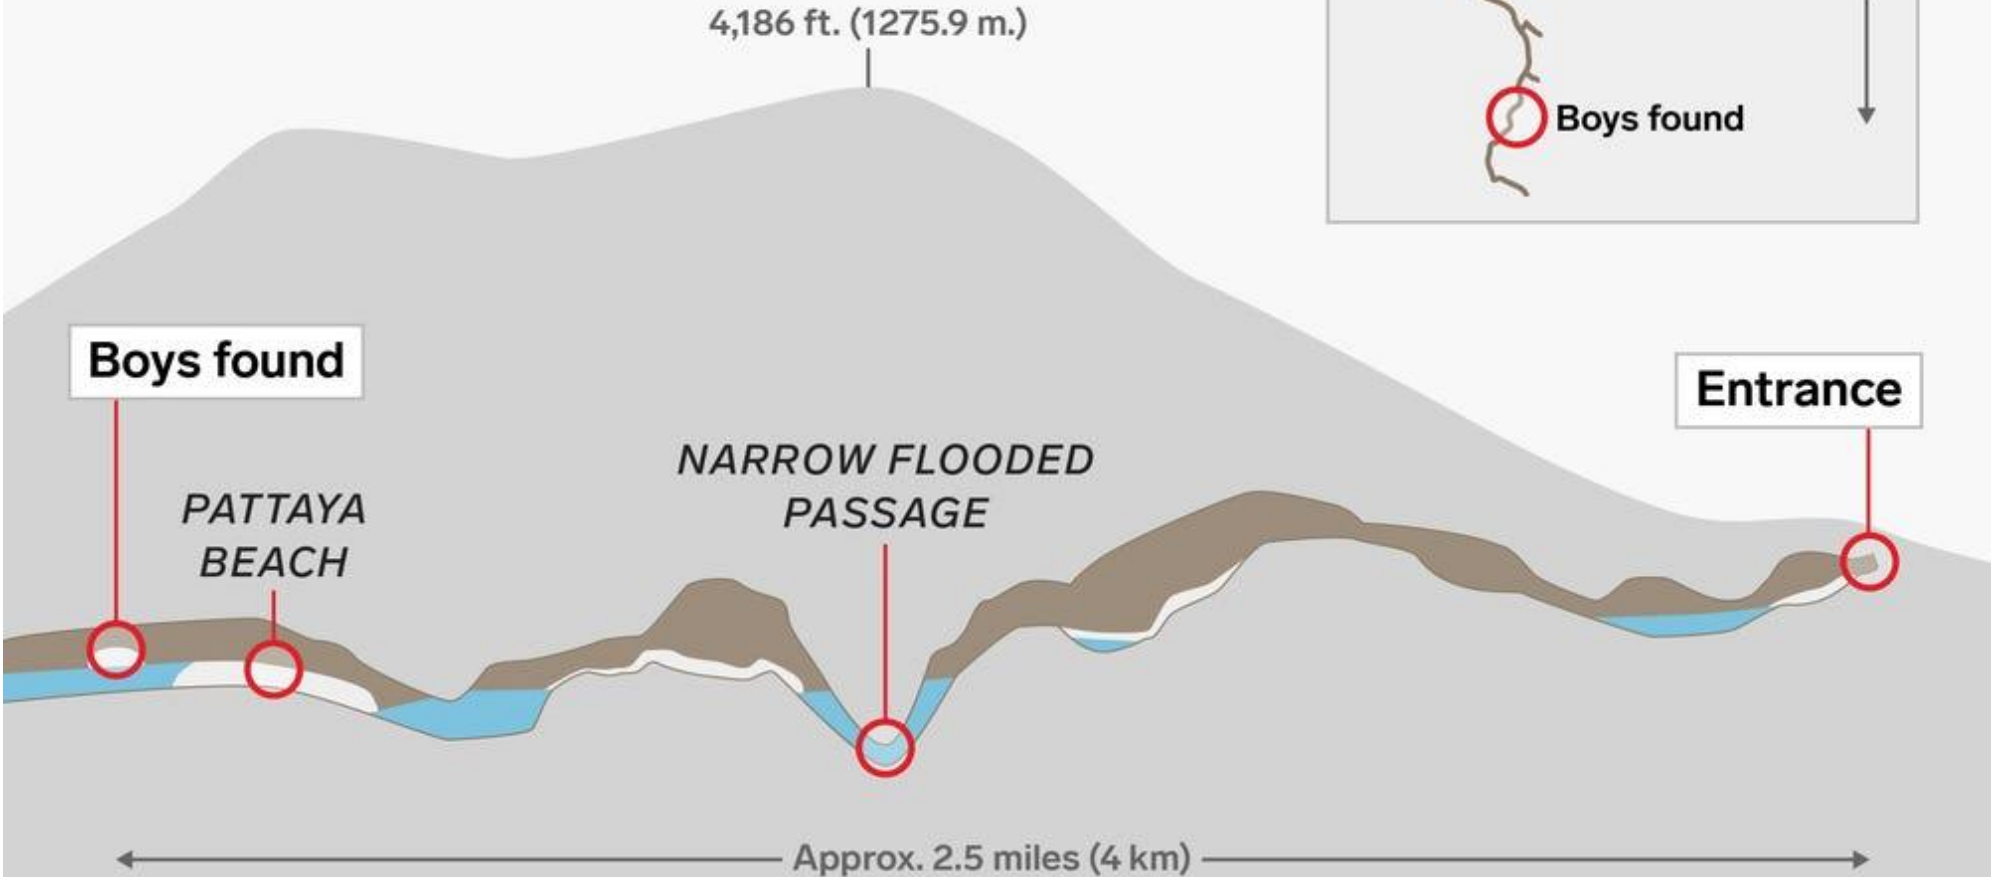 4,186 ft. (1275.9 m.)
Boys found
Boys found
Entrance
NARROW FLOODED
PASSAGE
PATTAYA
BEACH
Approx. 2.5 miles (4 km)